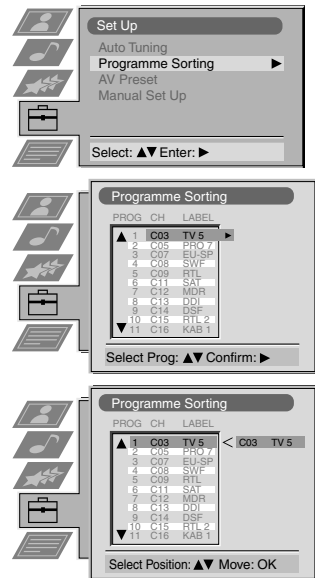 Set Up
Auto Tuning
Programme Sorting ▶
AV Preset
Manual Set Up
Select: ▲▼ Enter: ▶
Programme Sorting
PROG CH LABEL
▲ 1 C03 TV 5 ▶
2 C05 PRO 7
3 C07 EU-SP
4 C08 SWF
5 C09 RTL
6 C11 SAT
7 C12 MDR
8 C13 DDI
9 C14 DSF
10 C15 RTL 2
▼ 11 C16 KAB 1
Select Prog: ▲▼ Confirm: ▶
Programme Sorting
PROG CH LABEL
▲ 1 C03 TV 5 < C03 TV 5
2 C05 PRO 7
3 C07 EU-SP
4 C08 SWF
5 C09 RTL
6 C11 SAT
7 C12 MDR
8 C13 DDI
9 C14 DSF
10 C15 RTL 2
▼ 11 C16 KAB 1
Select Position: ▲▼ Move: OK